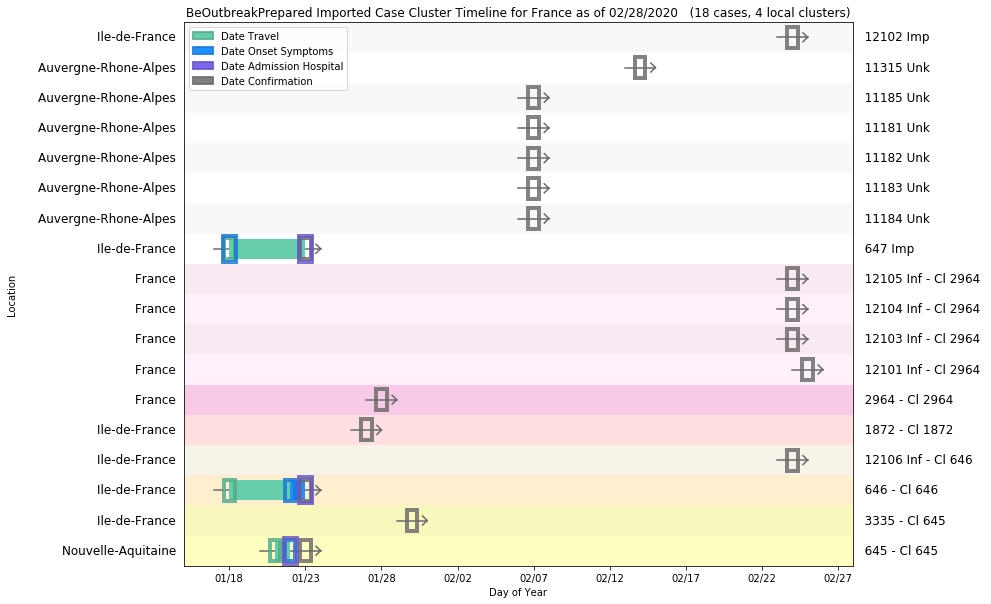 BeOutbreakPrepared Imported Case Cluster Timeline for France as of 02/28/2020   (18 cases, 4 local clusters)
Date Travel
Date Onset Symptoms
Date Admission Hospital
Date Confirmation
Location
Ile-de-France 12102 Imp
Auvergne-Rhone-Alpes 11315 Unk
Auvergne-Rhone-Alpes 11185 Unk
Auvergne-Rhone-Alpes 11181 Unk
Auvergne-Rhone-Alpes 11182 Unk
Auvergne-Rhone-Alpes 11183 Unk
Auvergne-Rhone-Alpes 11184 Unk
Ile-de-France 647 Imp
France 12105 Inf - Cl 2964
France 12104 Inf - Cl 2964
France 12103 Inf - Cl 2964
France 12101 Inf - Cl 2964
France 2964 - Cl 2964
Ile-de-France 1872 - Cl 1872
Ile-de-France 12106 Inf - Cl 646
Ile-de-France 646 - Cl 646
Ile-de-France 3335 - Cl 645
Nouvelle-Aquitaine 645 - Cl 645
01/18 01/23 01/28 02/02 02/07 02/12 02/17 02/22 02/27
Day of Year